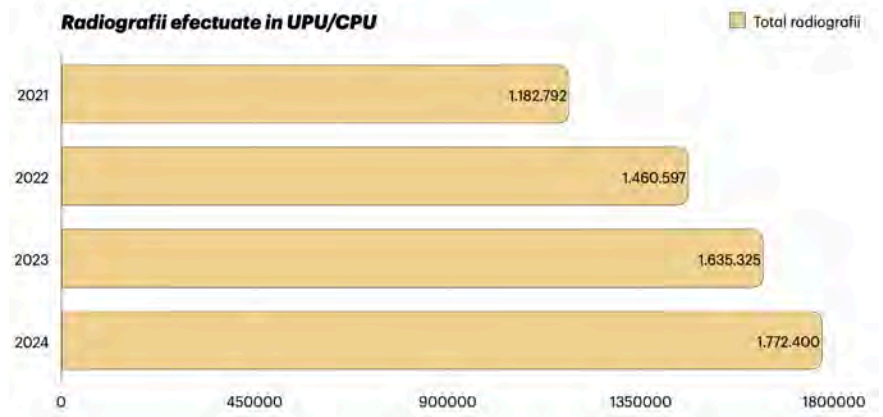 Radiografii efectuate in UPU/CPU
Total radiografii
2021
1.182.792
2022
1.460.597
2023
1.635.325
2024
1.772.400
0 450000 900000 1350000 1800000